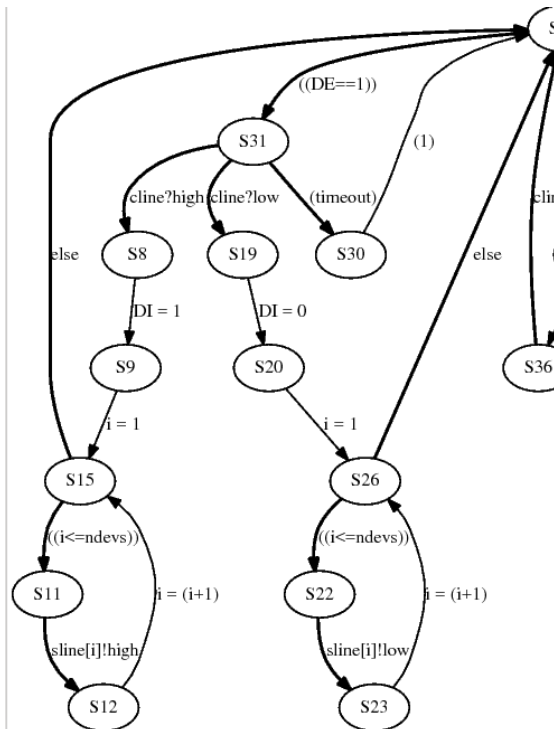 S
((DE==1))
S31
(1)
cline?high
cline?low
(timeout)
S8
S19
S30
else
else
DI = 1
DI = 0
S9
S20
S36
i = 1
i = 1
S15
S26
((i<=ndevs))
((i<=ndevs))
S11
i = (i+1)
S22
i = (i+1)
sline[i]!high
sline[i]!low
S12
S23